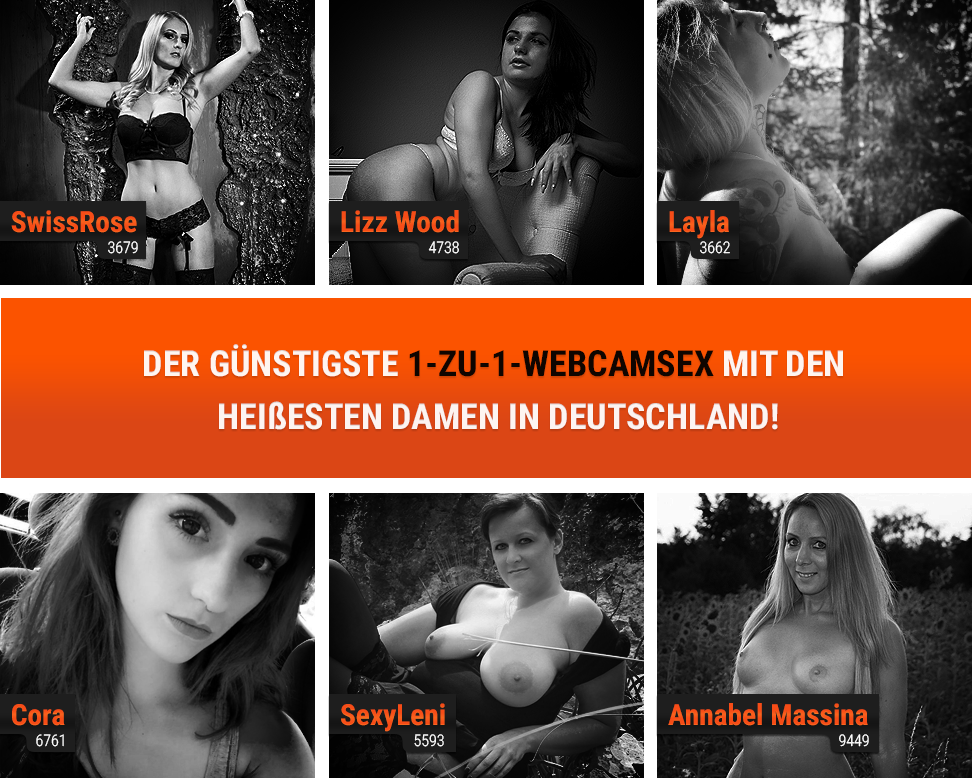 SwissRose
3679
Lizz Wood
4738
Layla
3662
DER GÜNSTIGSTE 1-ZU-1-WEBCAMSEX MIT DEN
HEIßESTEN DAMEN IN DEUTSCHLAND!
Cora
6761
SexyLeni
5593
Annabel Massina
9449